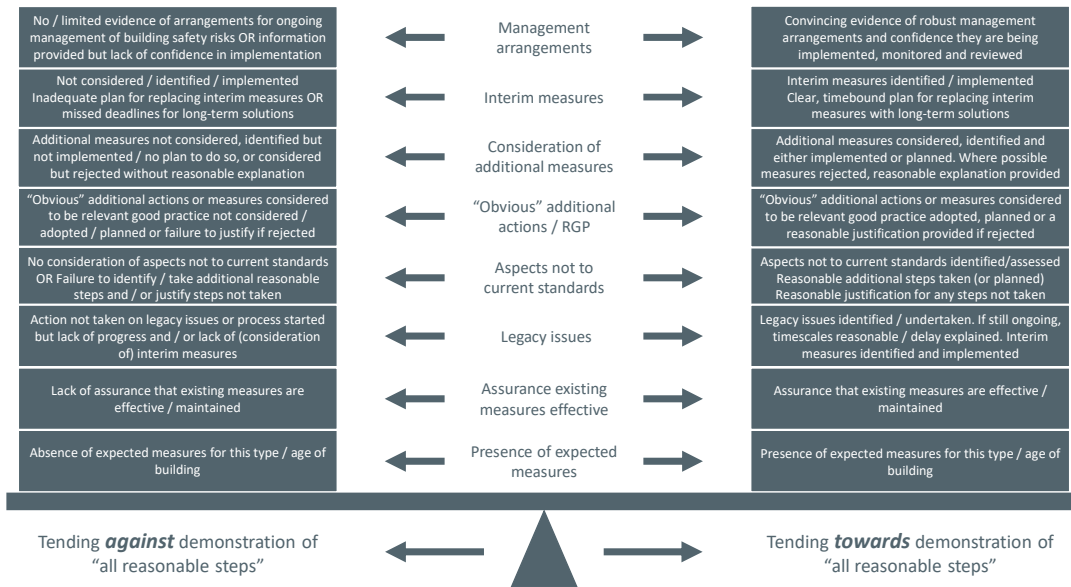 No / limited evidence of arrangements for ongoing
management of building safety risks OR information
provided but lack of confidence in implementation
Management
arrangements
Convincing evidence of robust management
arrangements and confidence they are being
implemented, monitored and reviewed
Not considered / identified / implemented
Inadequate plan for replacing interim measures OR
missed deadlines for long-term solutions
Interim measures
Interim measures identified / implemented
Clear, timebound plan for replacing interim
measures with long-term solutions
Additional measures not considered, identified but
not implemented / no plan to do so, or considered
but rejected without reasonable explanation
Consideration of
additional measures
Additional measures considered, identified and
either implemented or planned. Where possible
measures rejected, reasonable explanation provided
“Obvious” additional actions or measures considered
to be relevant good practice not considered /
adopted / planned or failure to justify if rejected
“Obvious” additional
actions / RGP
“Obvious” additional actions or measures considered
to be relevant good practice adopted, planned or a
reasonable justification provided if rejected
No consideration of aspects not to current standards
OR Failure to identify / take additional reasonable
steps and / or justify steps not taken
Aspects not to
current standards
Aspects not to current standards identified/assessed
Reasonable additional steps taken (or planned)
Reasonable justification for any steps not taken
Action not taken on legacy issues or process started
but lack of progress and / or lack of (consideration
of) interim measures
Legacy issues
Legacy issues identified / undertaken. If still ongoing,
timescales reasonable / delay explained. Interim
measures identified and implemented
Lack of assurance that existing measures are
effective / maintained
Assurance existing
measures effective
Assurance that existing measures are effective /
maintained
Absence of expected measures for this type / age of
building
Presence of expected
measures
Presence of expected measures for this type / age of
building
Tending against demonstration of
“all reasonable steps”
Tending towards demonstration of
“all reasonable steps”